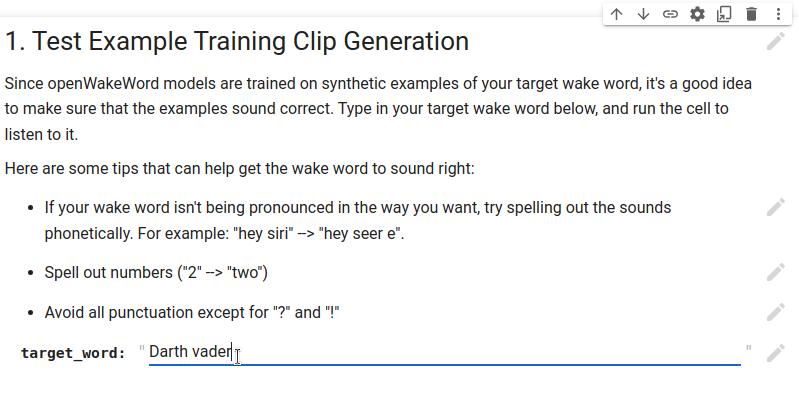 1. Test Example Training Clip Generation
Since openWakeWord models are trained on synthetic examples of your target wake word, it's a good idea
to make sure that the examples sound correct. Type in your target wake word below, and run the cell to
listen to it.
Here are some tips that can help get the wake word to sound right:
• If your wake word isn't being pronounced in the way you want, try spelling out the sounds
phonetically. For example: "hey siri" --> "hey seer e".
• Spell out numbers ("2" --> "two")
• Avoid all punctuation except for "?" and "!"
target_word: " Darth vader "